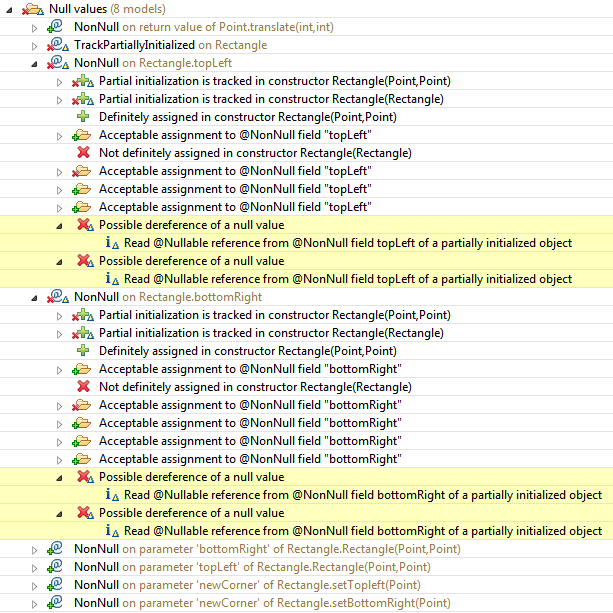 Null values (8 models)
NonNull on return value of Point.translate(int,int)
TrackPartiallyInitialized on Rectangle
NonNull on Rectangle.topLeft
Partial initialization is tracked in constructor Rectangle(Point,Point)
Partial initialization is tracked in constructor Rectangle(Rectangle)
Definitely assigned in constructor Rectangle(Point,Point)
Acceptable assignment to @NonNull field "topLeft"
Not definitely assigned in constructor Rectangle(Rectangle)
Acceptable assignment to @NonNull field "topLeft"
Acceptable assignment to @NonNull field "topLeft"
Acceptable assignment to @NonNull field "topLeft"
Possible dereference of a null value
Read @Nullable reference from @NonNull field topLeft of a partially initialized object
Possible dereference of a null value
Read @Nullable reference from @NonNull field topLeft of a partially initialized object
NonNull on Rectangle.bottomRight
Partial initialization is tracked in constructor Rectangle(Point,Point)
Partial initialization is tracked in constructor Rectangle(Rectangle)
Definitely assigned in constructor Rectangle(Point,Point)
Acceptable assignment to @NonNull field "bottomRight"
Not definitely assigned in constructor Rectangle(Rectangle)
Acceptable assignment to @NonNull field "bottomRight"
Acceptable assignment to @NonNull field "bottomRight"
Acceptable assignment to @NonNull field "bottomRight"
Acceptable assignment to @NonNull field "bottomRight"
Possible dereference of a null value
Read @Nullable reference from @NonNull field bottomRight of a partially initialized object
Possible dereference of a null value
Read @Nullable reference from @NonNull field bottomRight of a partially initialized object
NonNull on parameter 'bottomRight' of Rectangle.Rectangle(Point,Point)
NonNull on parameter 'topLeft' of Rectangle.Rectangle(Point,Point)
NonNull on parameter 'newCorner' of Rectangle.setTopleft(Point)
NonNull on parameter 'newCorner' of Rectangle.setBottomRight(Point)